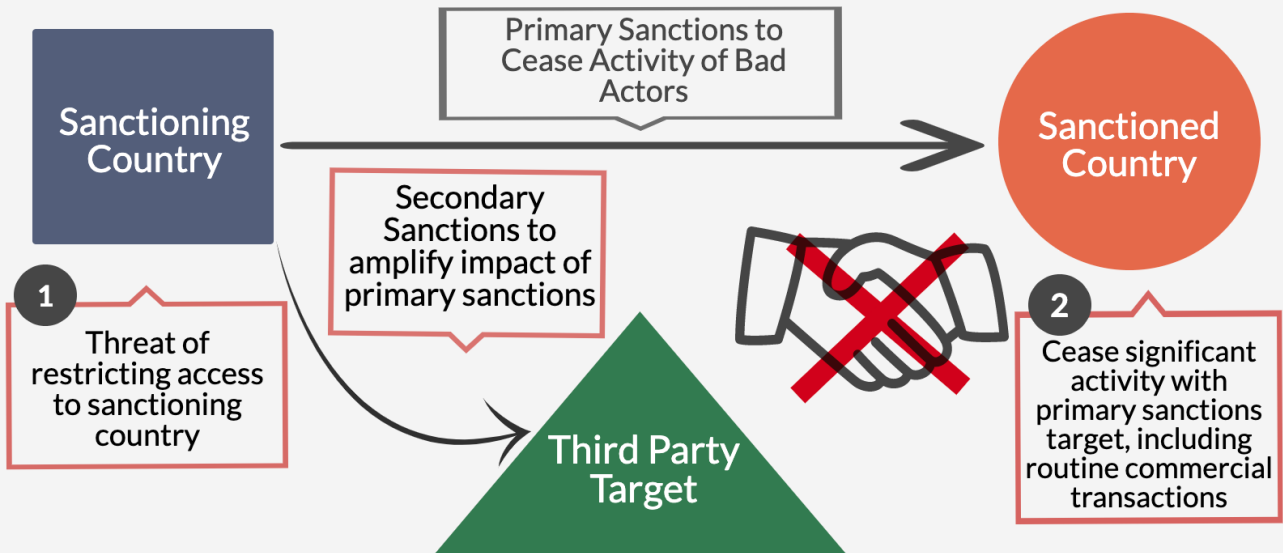 Primary Sanctions to
Cease Activity of Bad
Actors
Sanctioning
Country
Sanctioned
Country
Secondary
Sanctions to
amplify impact of
primary sanctions
1
Threat of
restricting access
to sanctioning
country
2
Cease significant
activity with
primary sanctions
target, including
routine commercial
transactions
Third Party
Target